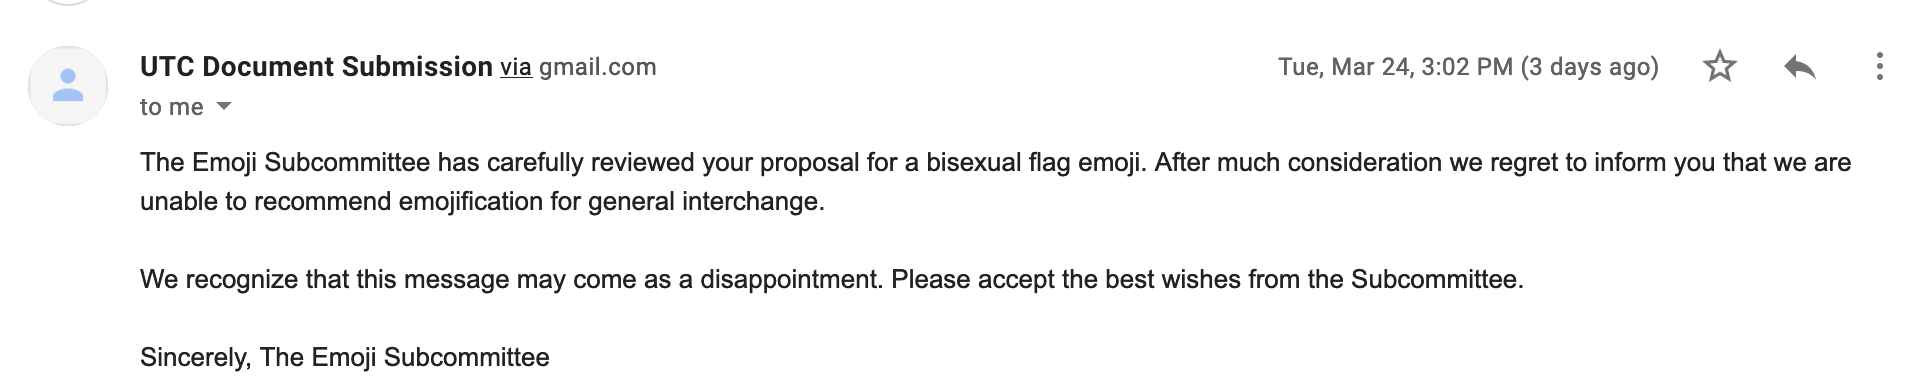 UTC Document Submission via gmail.com
Tue, Mar 24, 3:02 PM (3 days ago)
to me
The Emoji Subcommittee has carefully reviewed your proposal for a bisexual flag emoji. After much consideration we regret to inform you that we are
unable to recommend emojification for general interchange.
We recognize that this message may come as a disappointment. Please accept the best wishes from the Subcommittee.
Sincerely, The Emoji Subcommittee